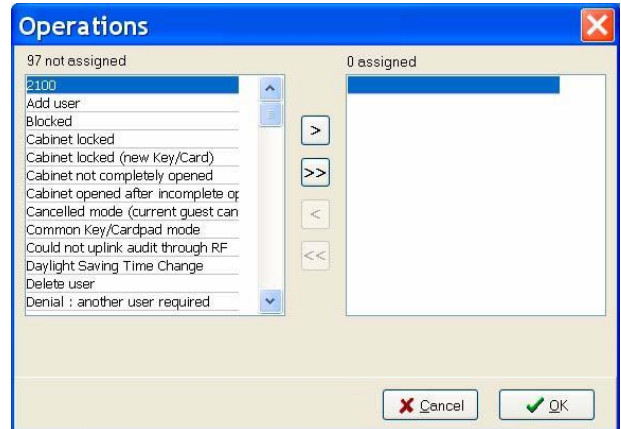 Operations
97 not assigned
0 assigned
2100
Add user
Blocked
Cabinet locked
Cabinet locked (new Key/Card)
Cabinet not completely opened
Cabinet opened after incomplete op
Cancelled mode (current guest can
Common Key/Cardpad mode
Could not uplink audit through RF
Daylight Saving Time Change
Delete user
Denial : another user required
>
>>
<
<<
Cancel
OK